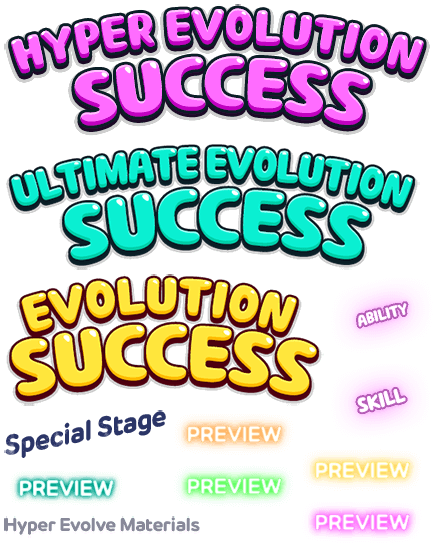 HYPER EVOLUTION
SUCCESS
ULTIMATE EVOLUTION
SUCCESS
EVOLUTION
SUCCESS
ABILITY
SKILL
Special Stage
PREVIEW
PREVIEW
PREVIEW
PREVIEW
Hyper Evolve Materials
PREVIEW